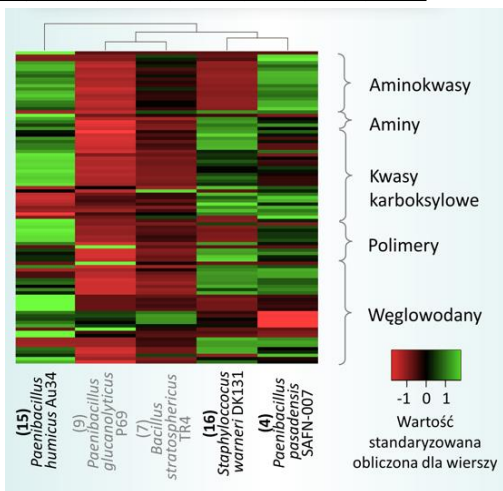 Aminokwasy
Aminy
Kwasy
karboksylowe
Polimery
Węglowodany
(15)
Paenibacillus
humicus Au34
(9)
Paenibacillus
glucanolyticus
P69
(7)
Bacillus
stratosphericus
TR4
(16)
Staphyloccocus
warneri DK131
(4)
Paenibacillus
pasadensis
SAFN-007
-1 0 1
Wartość
standaryzowana
obliczona dla wierszy